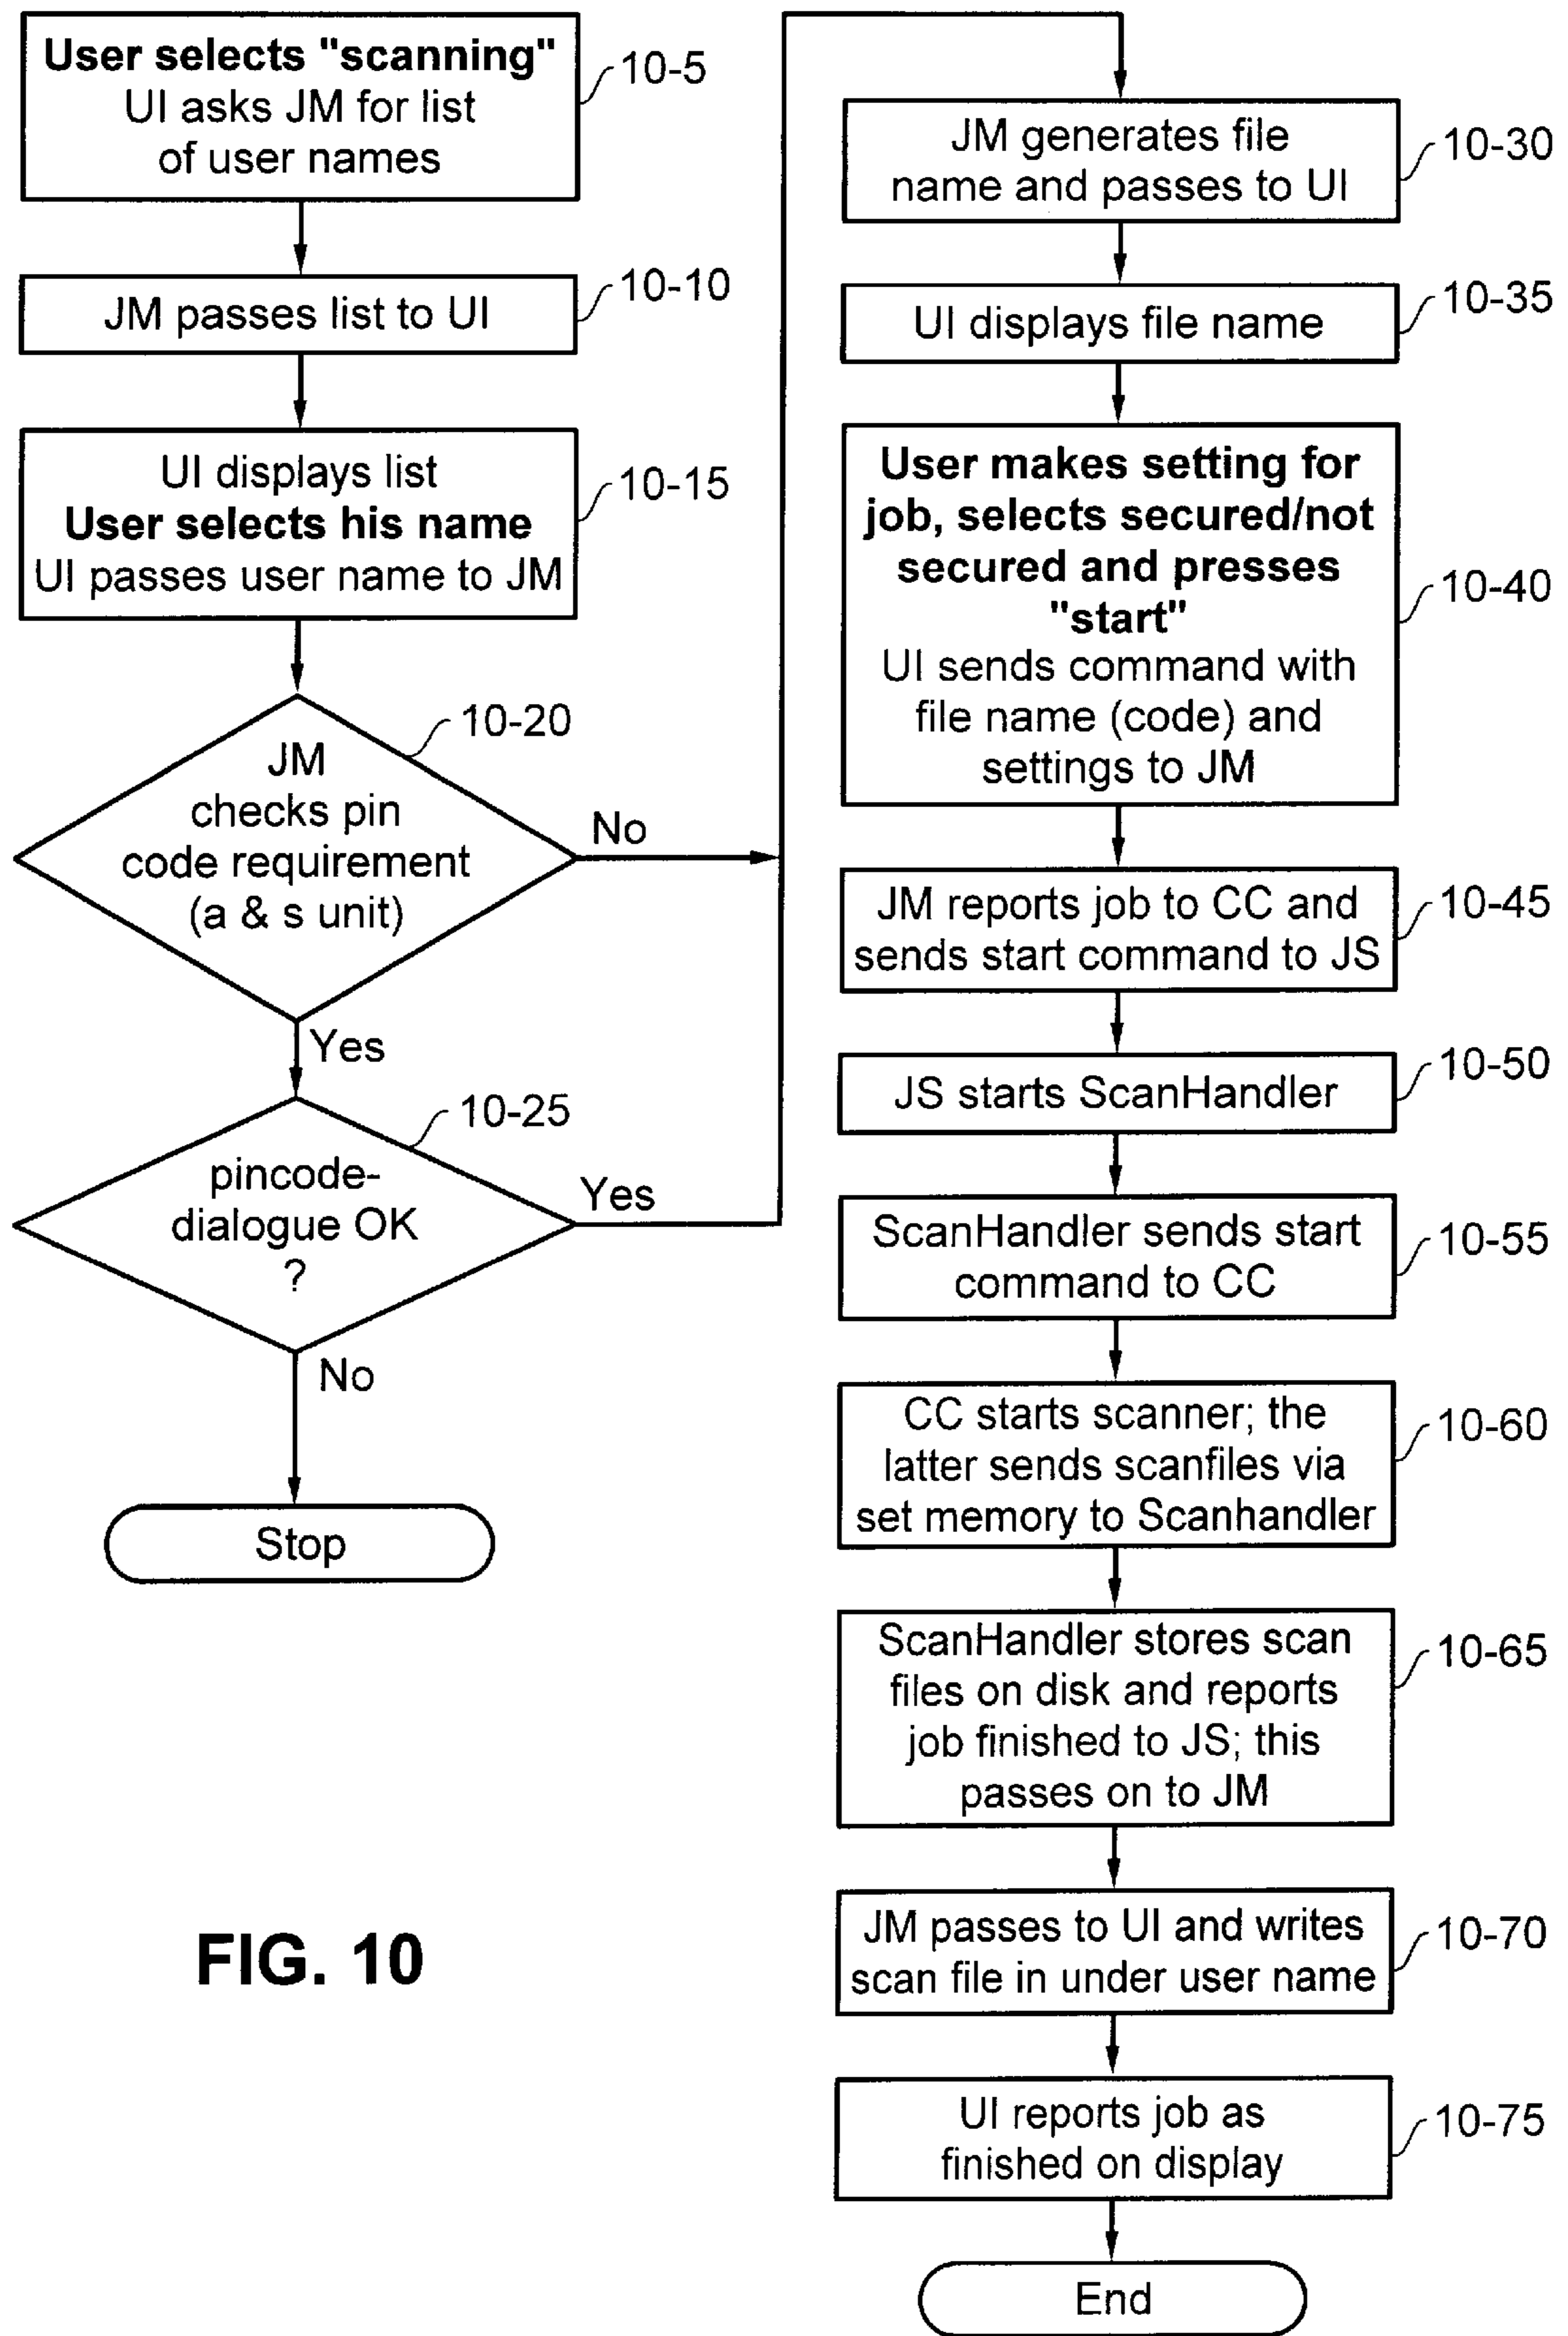 User selects "scanning"
UI asks JM for list
of user names
10-5
JM passes list to UI
10-10
UI displays list
User selects his name
UI passes user name to JM
10-15
JM
checks pin
code requirement
(a & s unit)
10-20
No
Yes
pincode-
dialogue OK
?
10-25
Yes
No
Stop
JM generates file
name and passes to UI
10-30
UI displays file name
10-35
User makes setting for
job, selects secured/not
secured and presses
"start"
UI sends command with
file name (code) and
settings to JM
10-40
JM reports job to CC and
sends start command to JS
10-45
JS starts ScanHandler
10-50
ScanHandler sends start
command to CC
10-55
CC starts scanner; the
latter sends scanfiles via
set memory to Scanhandler
10-60
ScanHandler stores scan
files on disk and reports
job finished to JS; this
passes on to JM
10-65
JM passes to UI and writes
scan file in under user name
10-70
UI reports job as
finished on display
10-75
End
FIG. 10